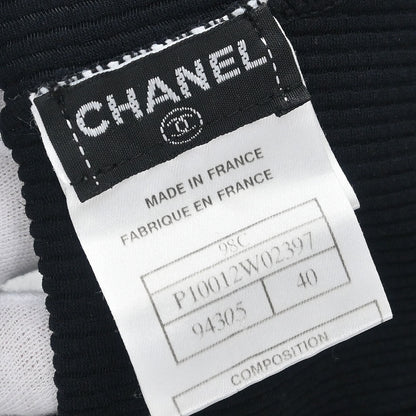 CHANEL
MADE IN FRANCE
FABRIQUE EN FRANCE
98C
P10012W02397
94305 40
COMPOSITION